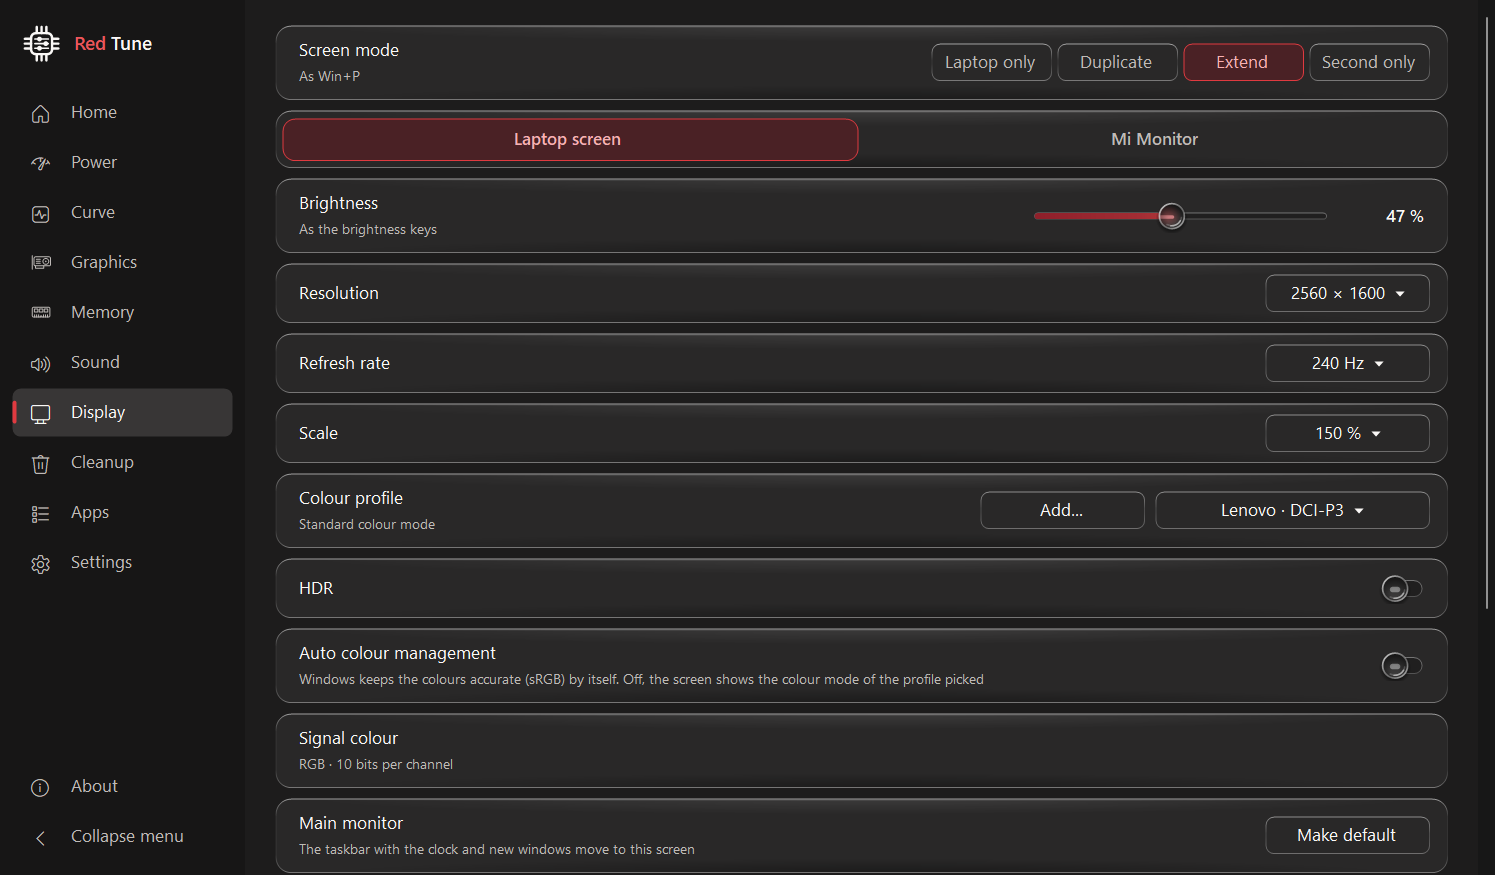 Red Tune
Home
Power
Curve
Graphics
Memory
Sound
Display
Cleanup
Apps
Settings
About
Collapse menu
Screen mode
As Win+P
Laptop only
Duplicate
Extend
Second only
Laptop screen
Mi Monitor
Brightness
As the brightness keys
47 %
Resolution
2560 × 1600
Refresh rate
240 Hz
Scale
150 %
Colour profile
Standard colour mode
Add...
Lenovo · DCI-P3
HDR
Auto colour management
Windows keeps the colours accurate (sRGB) by itself. Off, the screen shows the colour mode of the profile picked
Signal colour
RGB · 10 bits per channel
Main monitor
The taskbar with the clock and new windows move to this screen
Make default